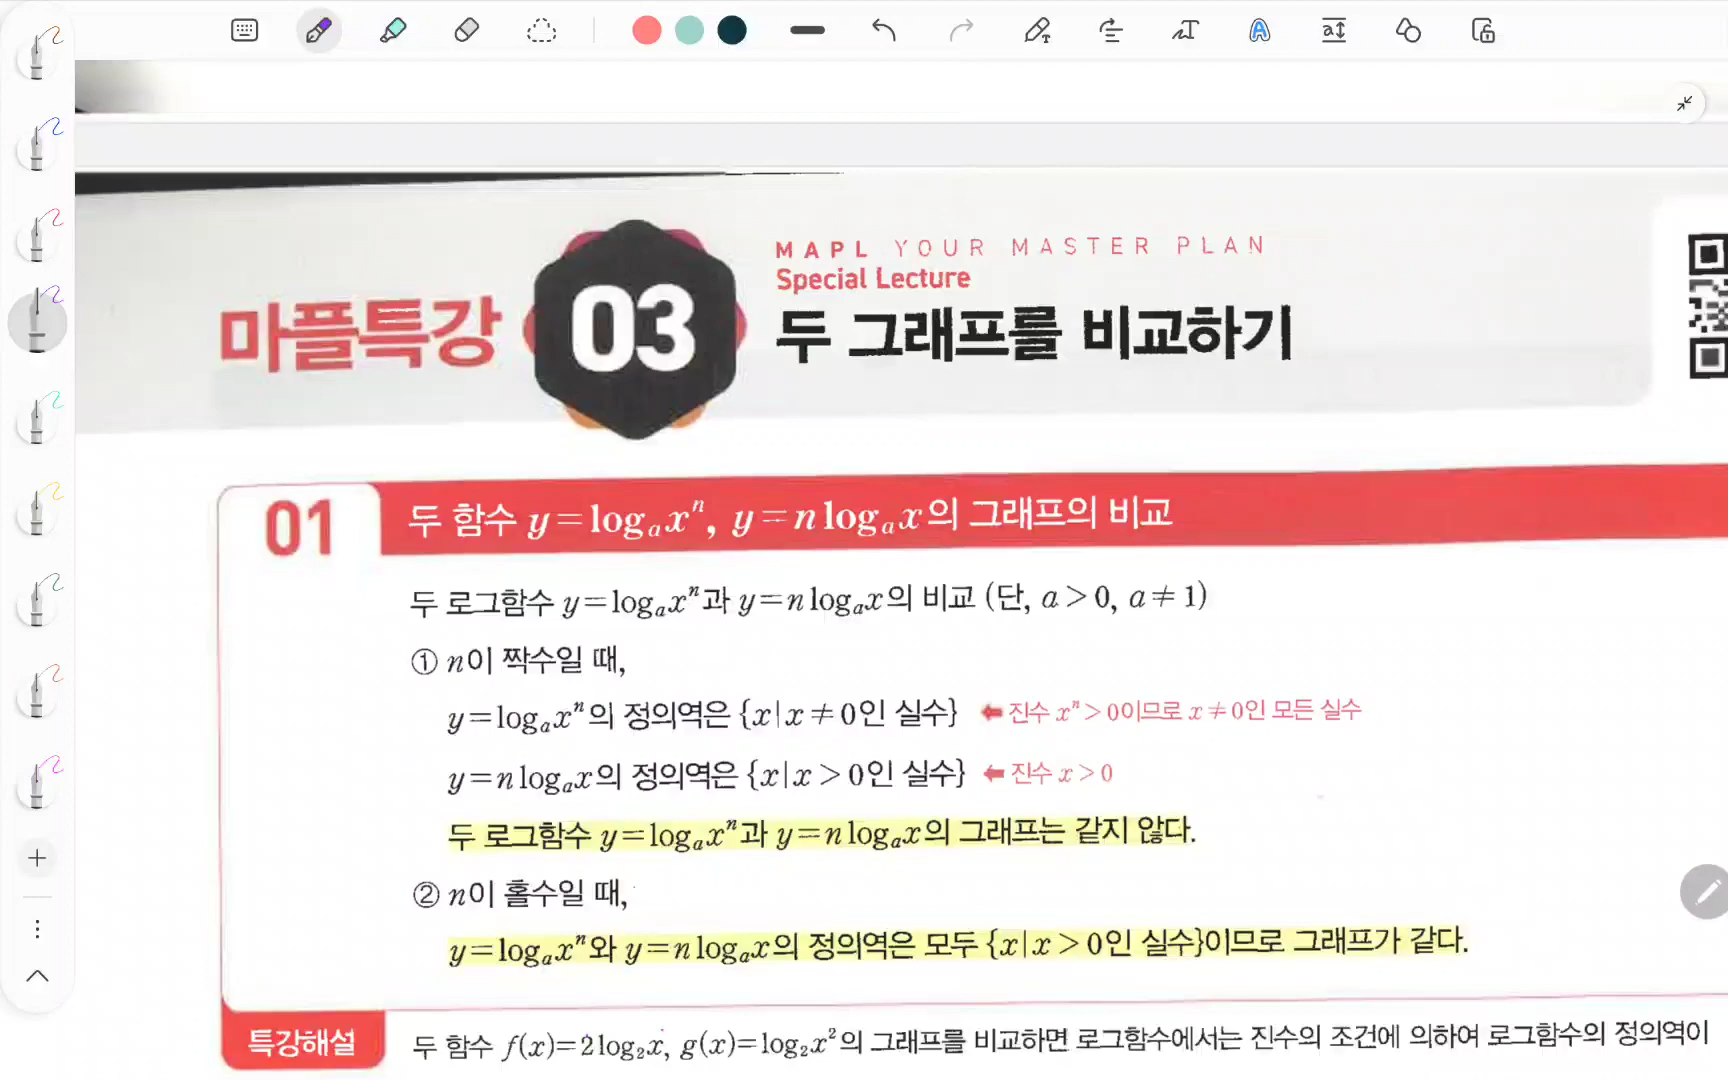 MAPL YOUR MASTER PLAN
Special Lecture
마플특강 03 두 그래프를 비교하기
01 두 함수 y=logₐxⁿ, y=n logₐx의 그래프의 비교
두 로그함수 y=logₐxⁿ과 y=n logₐx의 비교 (단, a>0, a≠1)
① n이 짝수일 때,
y=logₐxⁿ의 정의역은 {x|x≠0인 실수} ← 진수 xⁿ>0이므로 x≠0인 모든 실수
y=n logₐx의 정의역은 {x|x>0인 실수} ← 진수 x>0
두 로그함수 y=logₐxⁿ과 y=n logₐx의 그래프는 같지 않다.
② n이 홀수일 때,
y=logₐxⁿ와 y=n logₐx의 정의역은 모두 {x|x>0인 실수}이므로 그래프가 같다.
특강해설 두 함수 f(x)=2log₂x, g(x)=log₂x²의 그래프를 비교하면 로그함수에서는 진수의 조건에 의하여 로그함수의 정의역이